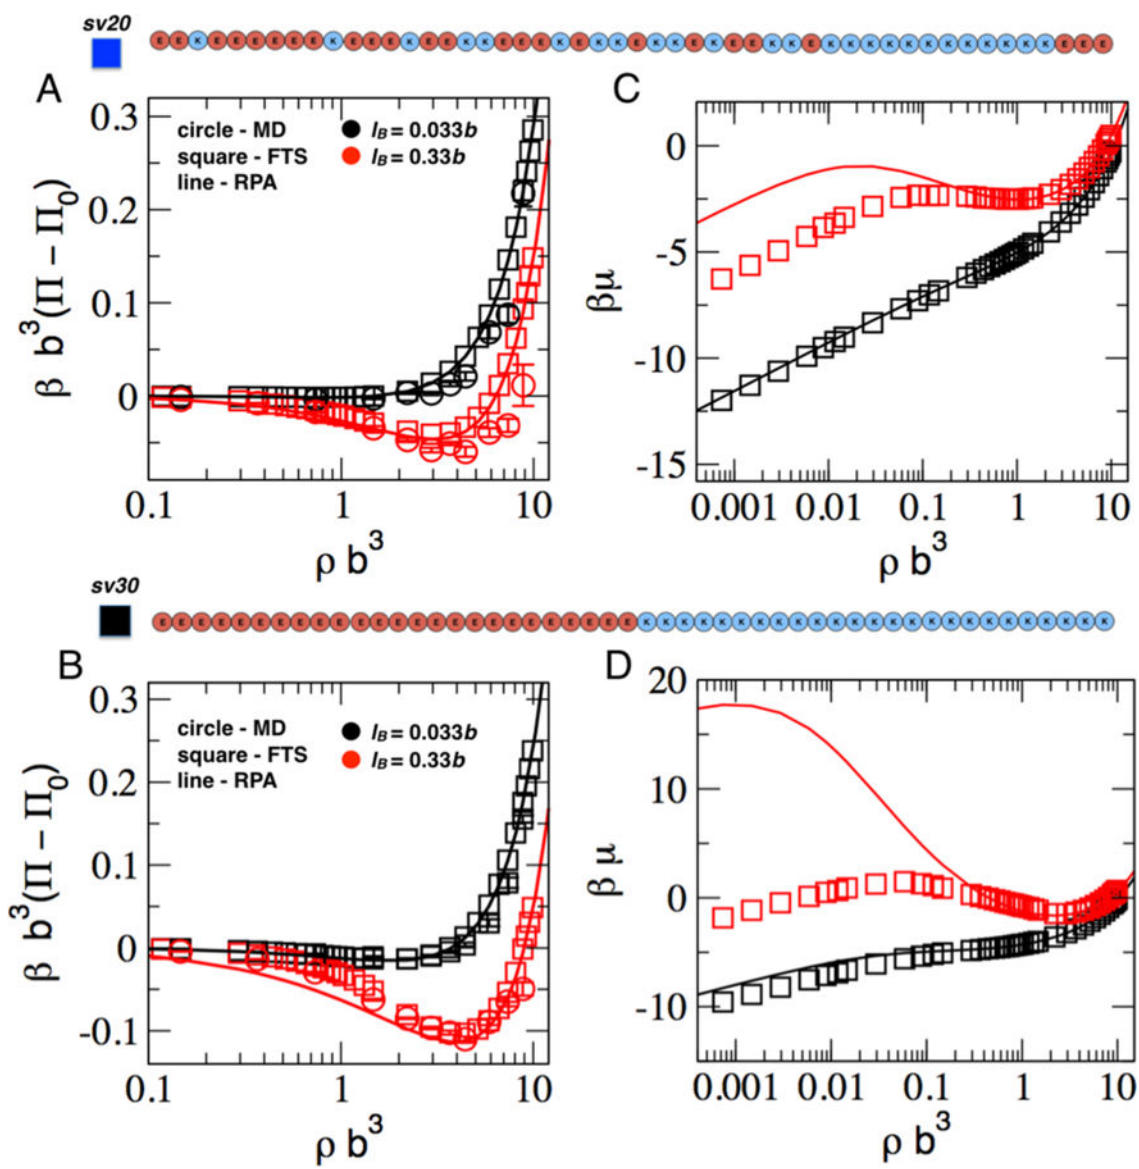 sv20
E E K E E E E E E K E E E K E E K K E E E K E K K E K K E K E E K K E K K K K K K K K K K K K E E E
A
circle - MD
square - FTS
line - RPA
l_B = 0.033b
l_B = 0.33b
β b³(Π − Π₀)
0.3
0.2
0.1
0
0.1
1
10
ρ b³
C
βμ
0
-5
-10
-15
0.001
0.01
0.1
1
10
ρ b³
sv30
E E E E E E E E E E E E E E E E E E E E E E E E E K K K K K K K K K K K K K K K K K K K K K K K K K
B
circle - MD
square - FTS
line - RPA
l_B = 0.033b
l_B = 0.33b
β b³(Π − Π₀)
0.3
0.2
0.1
0
-0.1
0.1
1
10
ρ b³
D
β μ
20
10
0
-10
0.001
0.01
0.1
1
10
ρ b³